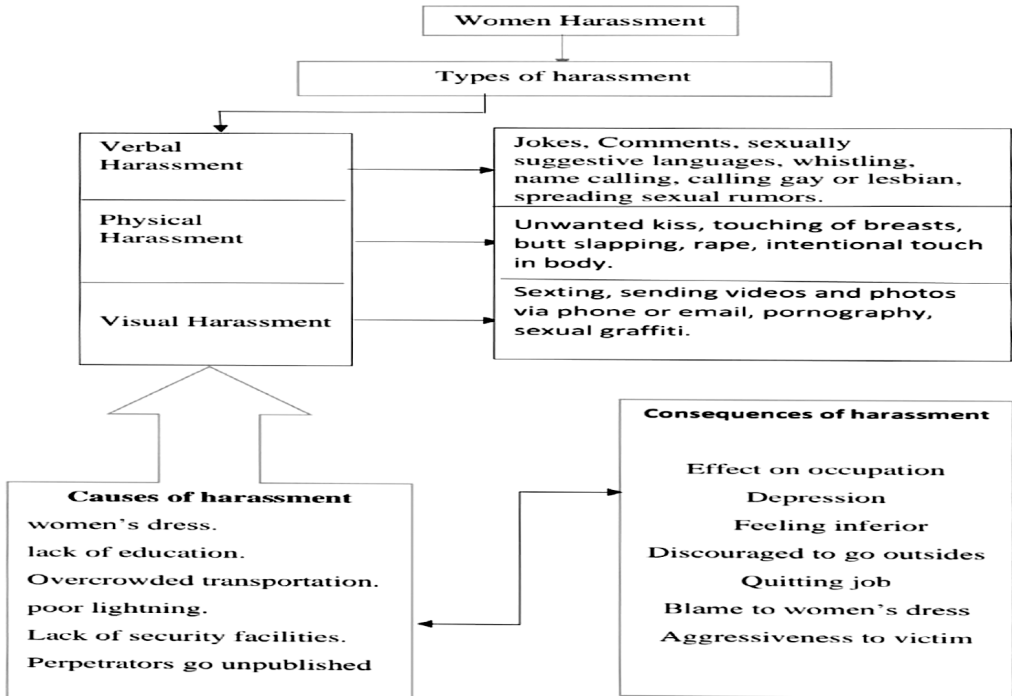 Women Harassment
Types of harassment
Verbal
Harassment
Jokes, Comments, sexually
suggestive languages, whistling,
name calling, calling gay or lesbian,
spreading sexual rumors.
Physical
Harassment
Unwanted kiss, touching of breasts,
butt slapping, rape, intentional touch
in body.
Visual Harassment
Sexting, sending videos and photos
via phone or email, pornography,
sexual graffiti.
Causes of harassment
women's dress.
lack of education.
Overcrowded transportation.
poor lightning.
Lack of security facilities.
Perpetrators go unpublished
Consequences of harassment
Effect on occupation
Depression
Feeling inferior
Discouraged to go outsides
Quitting job
Blame to women's dress
Aggressiveness to victim